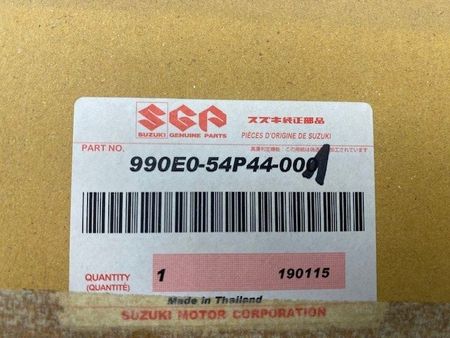 SGP スズキ純正部品
SUZUKI GENUINE PARTS PIÈCES D'ORIGINE DE SUZUKI
PART NO.
990E0-54P44-000
1
QUANTITY 1 190115
(QUANTITÉ)
Made in Thailand
SUZUKI MOTOR CORPORATION